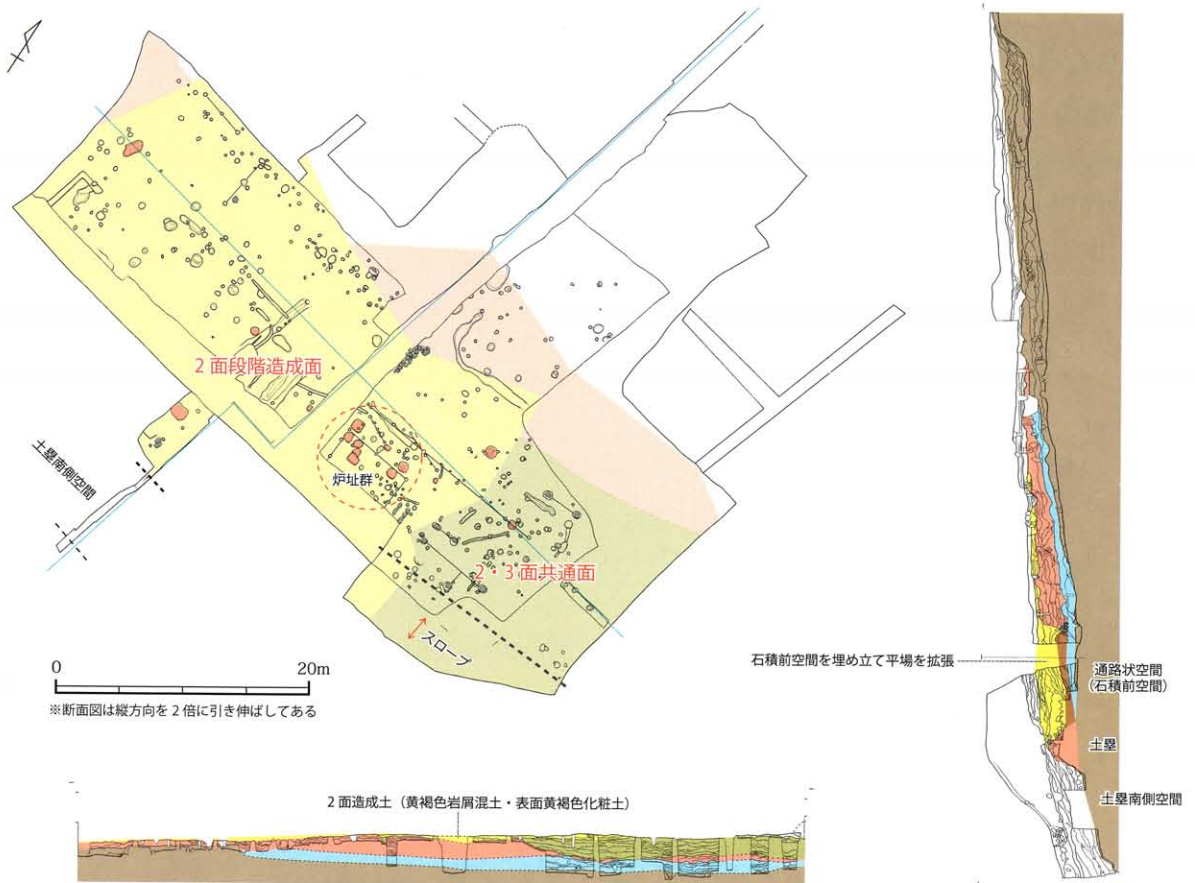 2面段階造成面
土塁南側空間
炉址群
2・3面共通面
スロープ
0 20m
※断面図は縦方向を2倍に引き伸ばしてある
石積前空間を埋め立て平場を拡張
通路状空間
(石積前空間)
土塁
土塁南側空間
2面造成土(黄褐色岩屑混土・表面黄褐色化粧土)